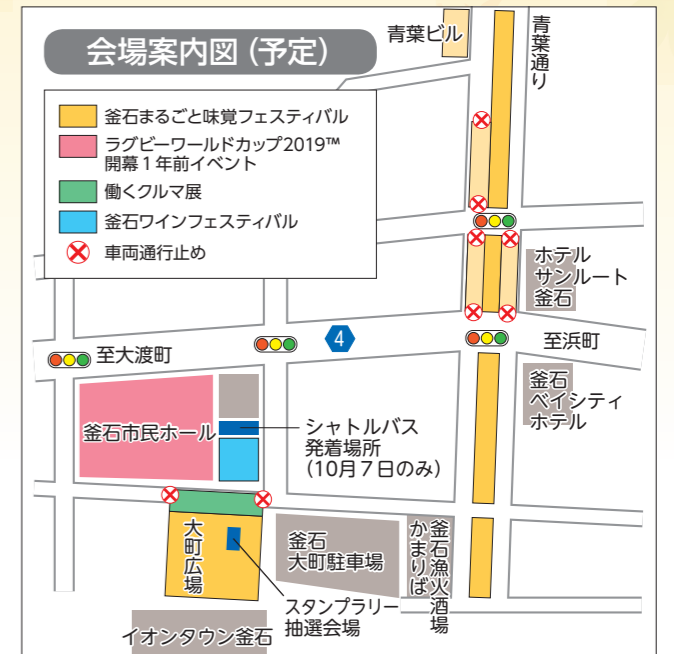 会場案内図（予定）
釜石まるごと味覚フェスティバル
ラグビーワールドカップ2019™
開幕１年前イベント
働くクルマ展
釜石ワインフェスティバル
車両通行止め
青葉ビル
青葉通り
ホテル
サンルート
釜石
至大渡町
4
至浜町
釜石
ベイシティ
ホテル
釜石市民ホール
シャトルバス
発着場所
（10月７日のみ）
大町広場
釜石
大町駐車場
釜石漁火酒場
かまりば
スタンプラリー
抽選会場
イオンタウン釜石